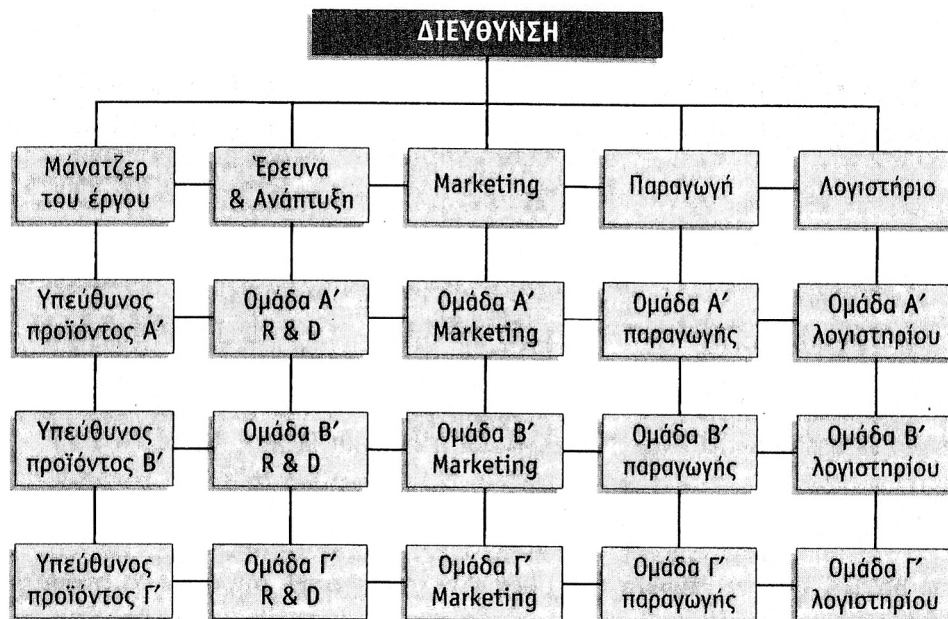 ΔΙΕΥΘΥΝΣΗ
Μάνατζερ
του έργου
Έρευνα
& Ανάπτυξη
Marketing
Παραγωγή
Λογιστήριο
Υπεύθυνος
προϊόντος Α′
Ομάδα Α′
R & D
Ομάδα Α′
Marketing
Ομάδα Α′
παραγωγής
Ομάδα Α′
λογιστηρίου
Υπεύθυνος
προϊόντος Β′
Ομάδα Β′
R & D
Ομάδα Β′
Marketing
Ομάδα Β′
παραγωγής
Ομάδα Β′
λογιστηρίου
Υπεύθυνος
προϊόντος Γ′
Ομάδα Γ′
R & D
Ομάδα Γ′
Marketing
Ομάδα Γ′
παραγωγής
Ομάδα Γ′
λογιστηρίου